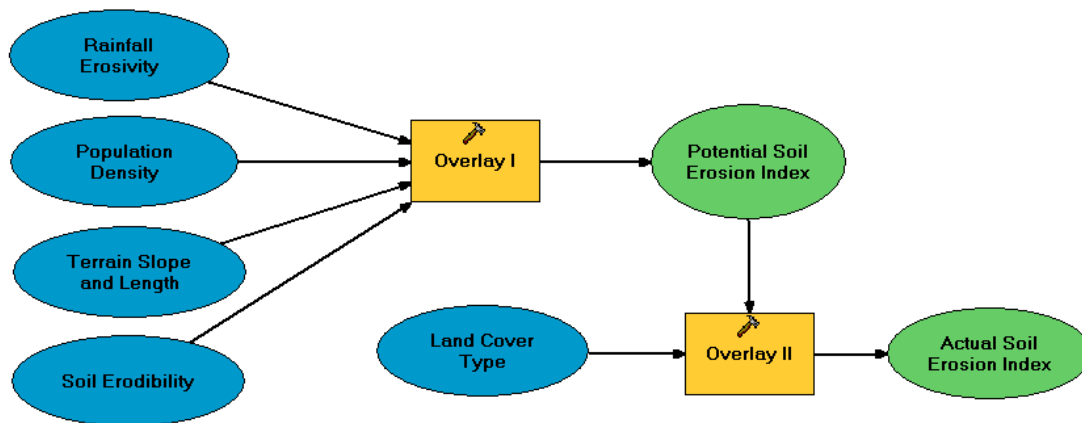 Rainfall
Erosivity
Population
Density
Terrain Slope
and Length
Soil Erodibility
Overlay I
Potential Soil
Erosion Index
Land Cover
Type
Overlay II
Actual Soil
Erosion Index